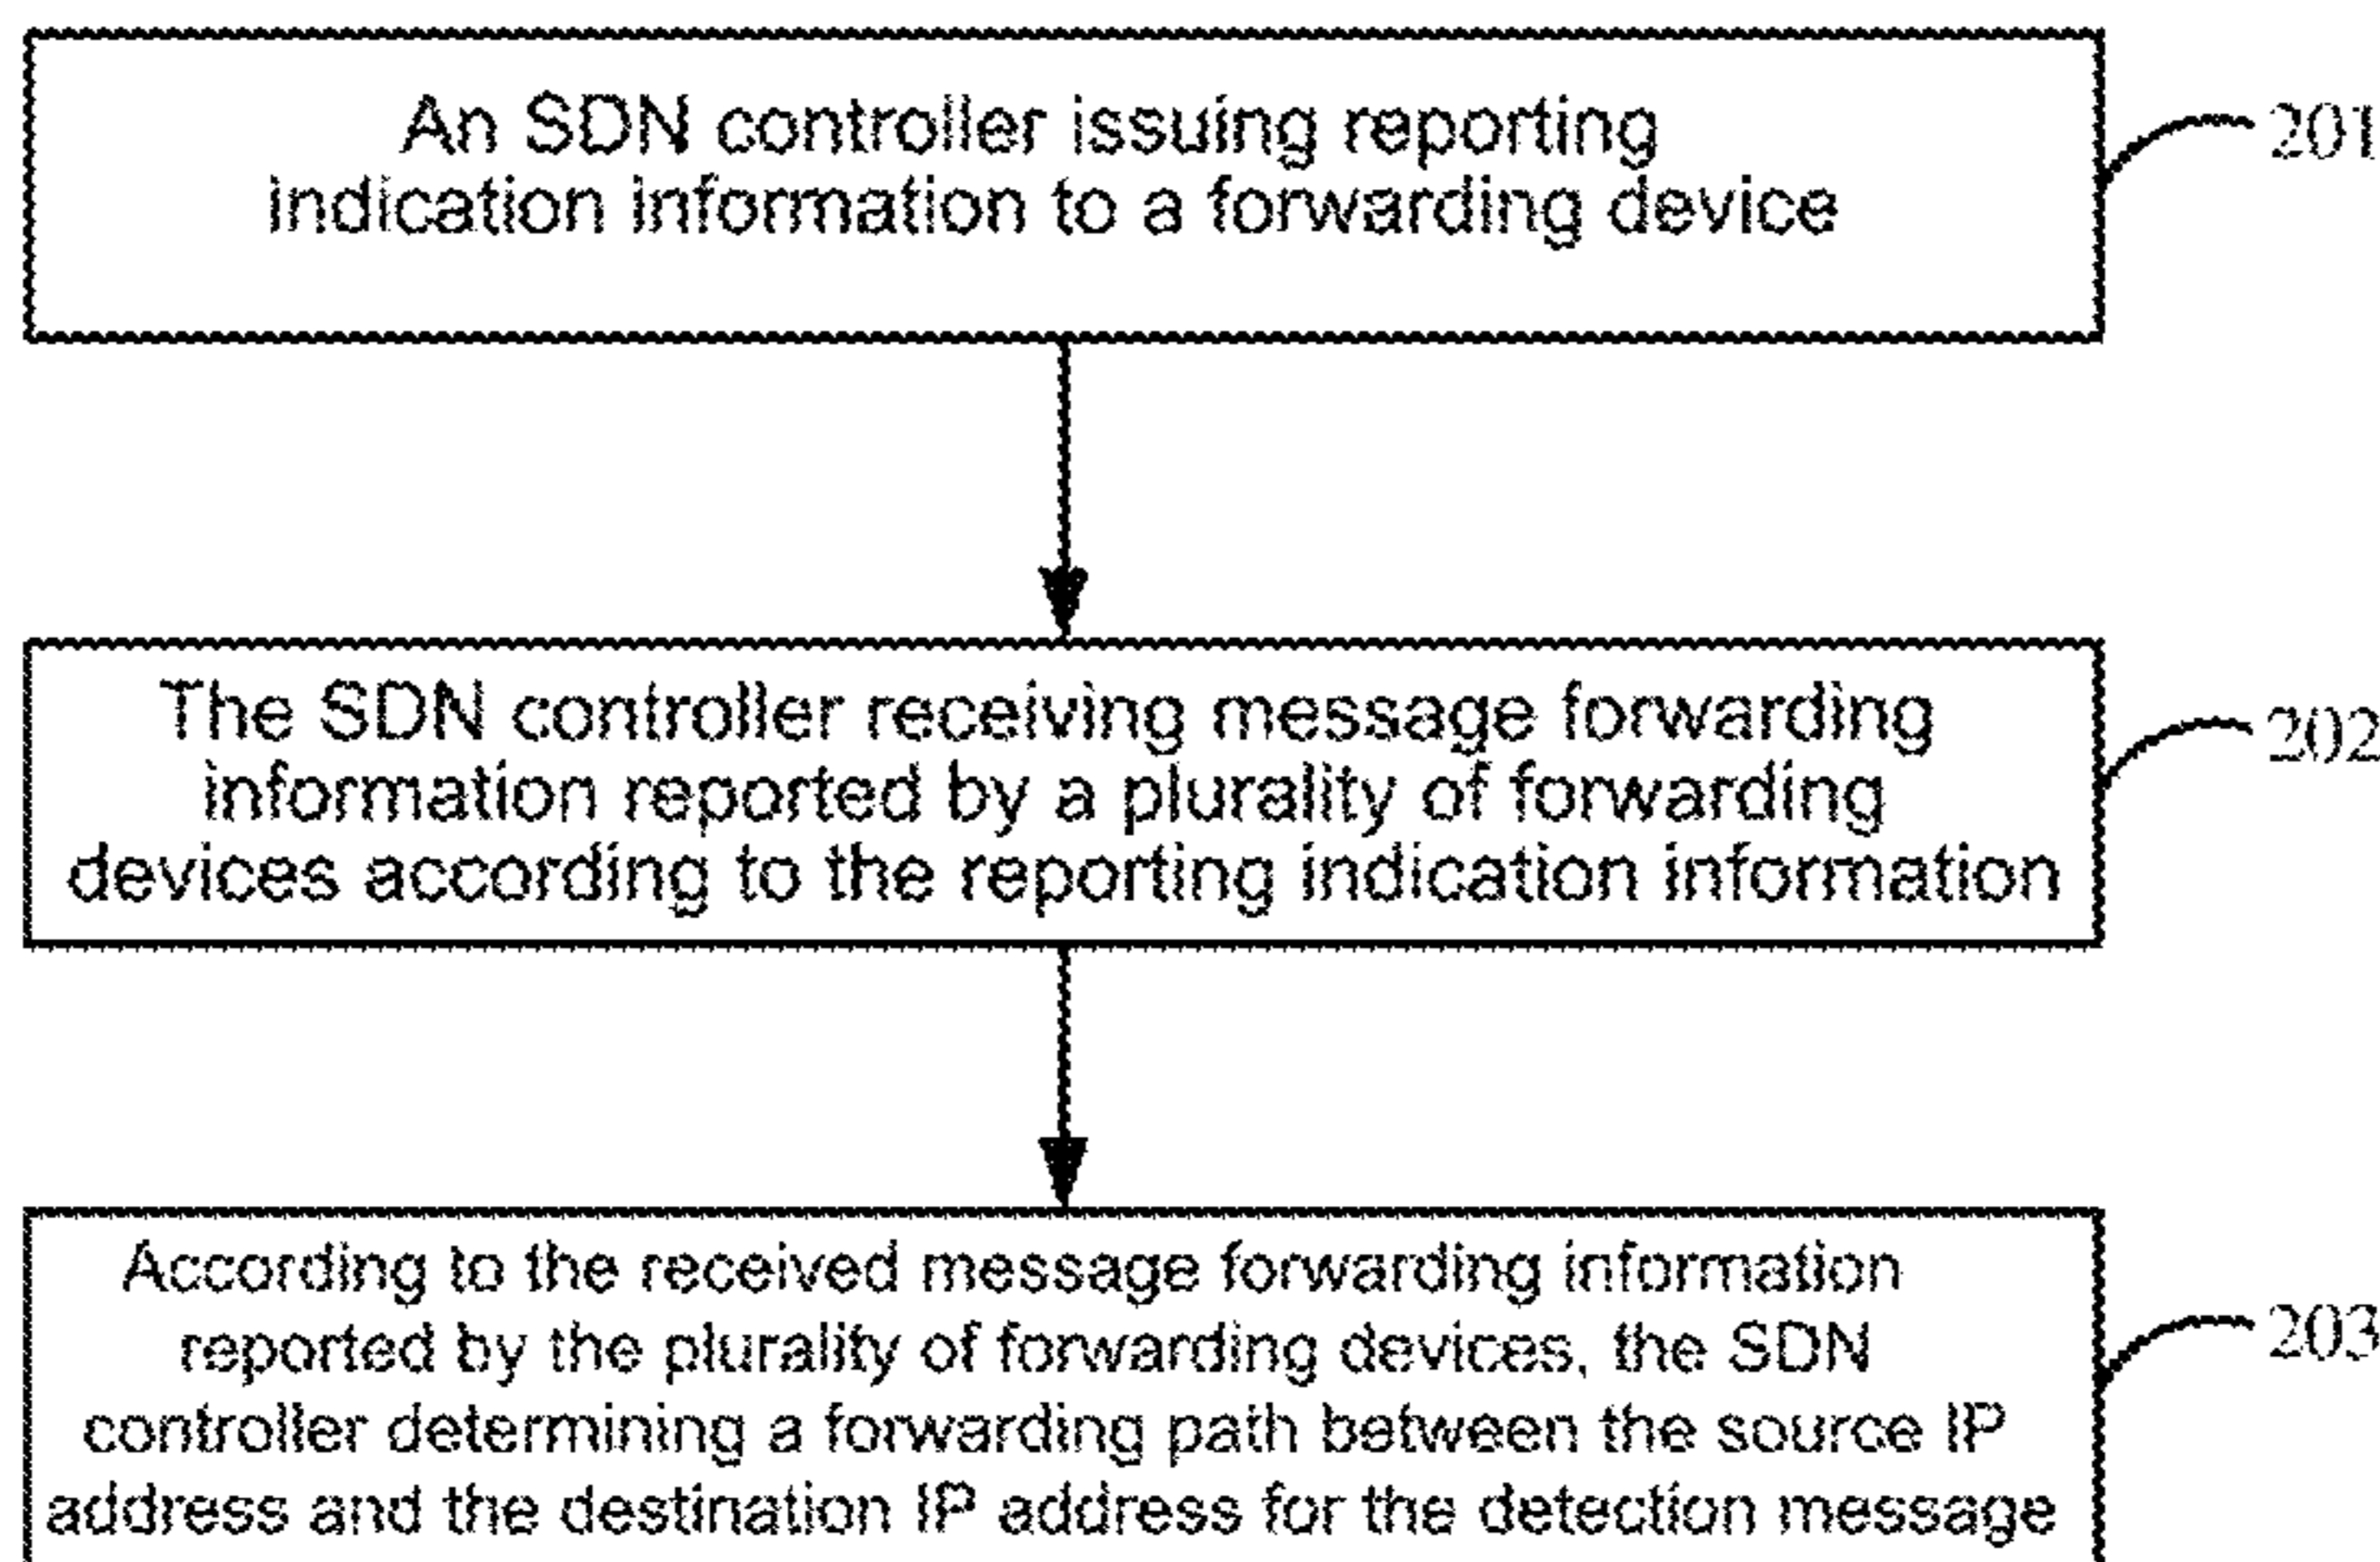 An SDN controller issuing reporting
indication information to a forwarding device
201
The SDN controller receiving message forwarding
information reported by a plurality of forwarding
devices according to the reporting indication information
202
According to the received message forwarding information
reported by the plurality of forwarding devices, the SDN
controller determining a forwarding path between the source IP
address and the destination IP address for the detection message
203